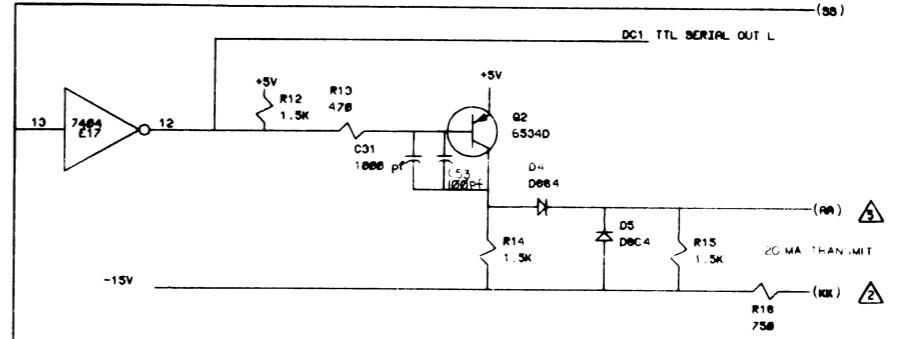 (SS)
DC1 TTL SERIAL OUT L
+5V
+5V
R12
1.5K
R13
470
Q2
6534D
13
7404
E17
12
C31
1000 pf
C53
100pf
D4
D664
(AA) 5
D5
R14
1.5K
R15
1.5K
20 MA TRANSMIT
-15V
(KK) 2
R16
750